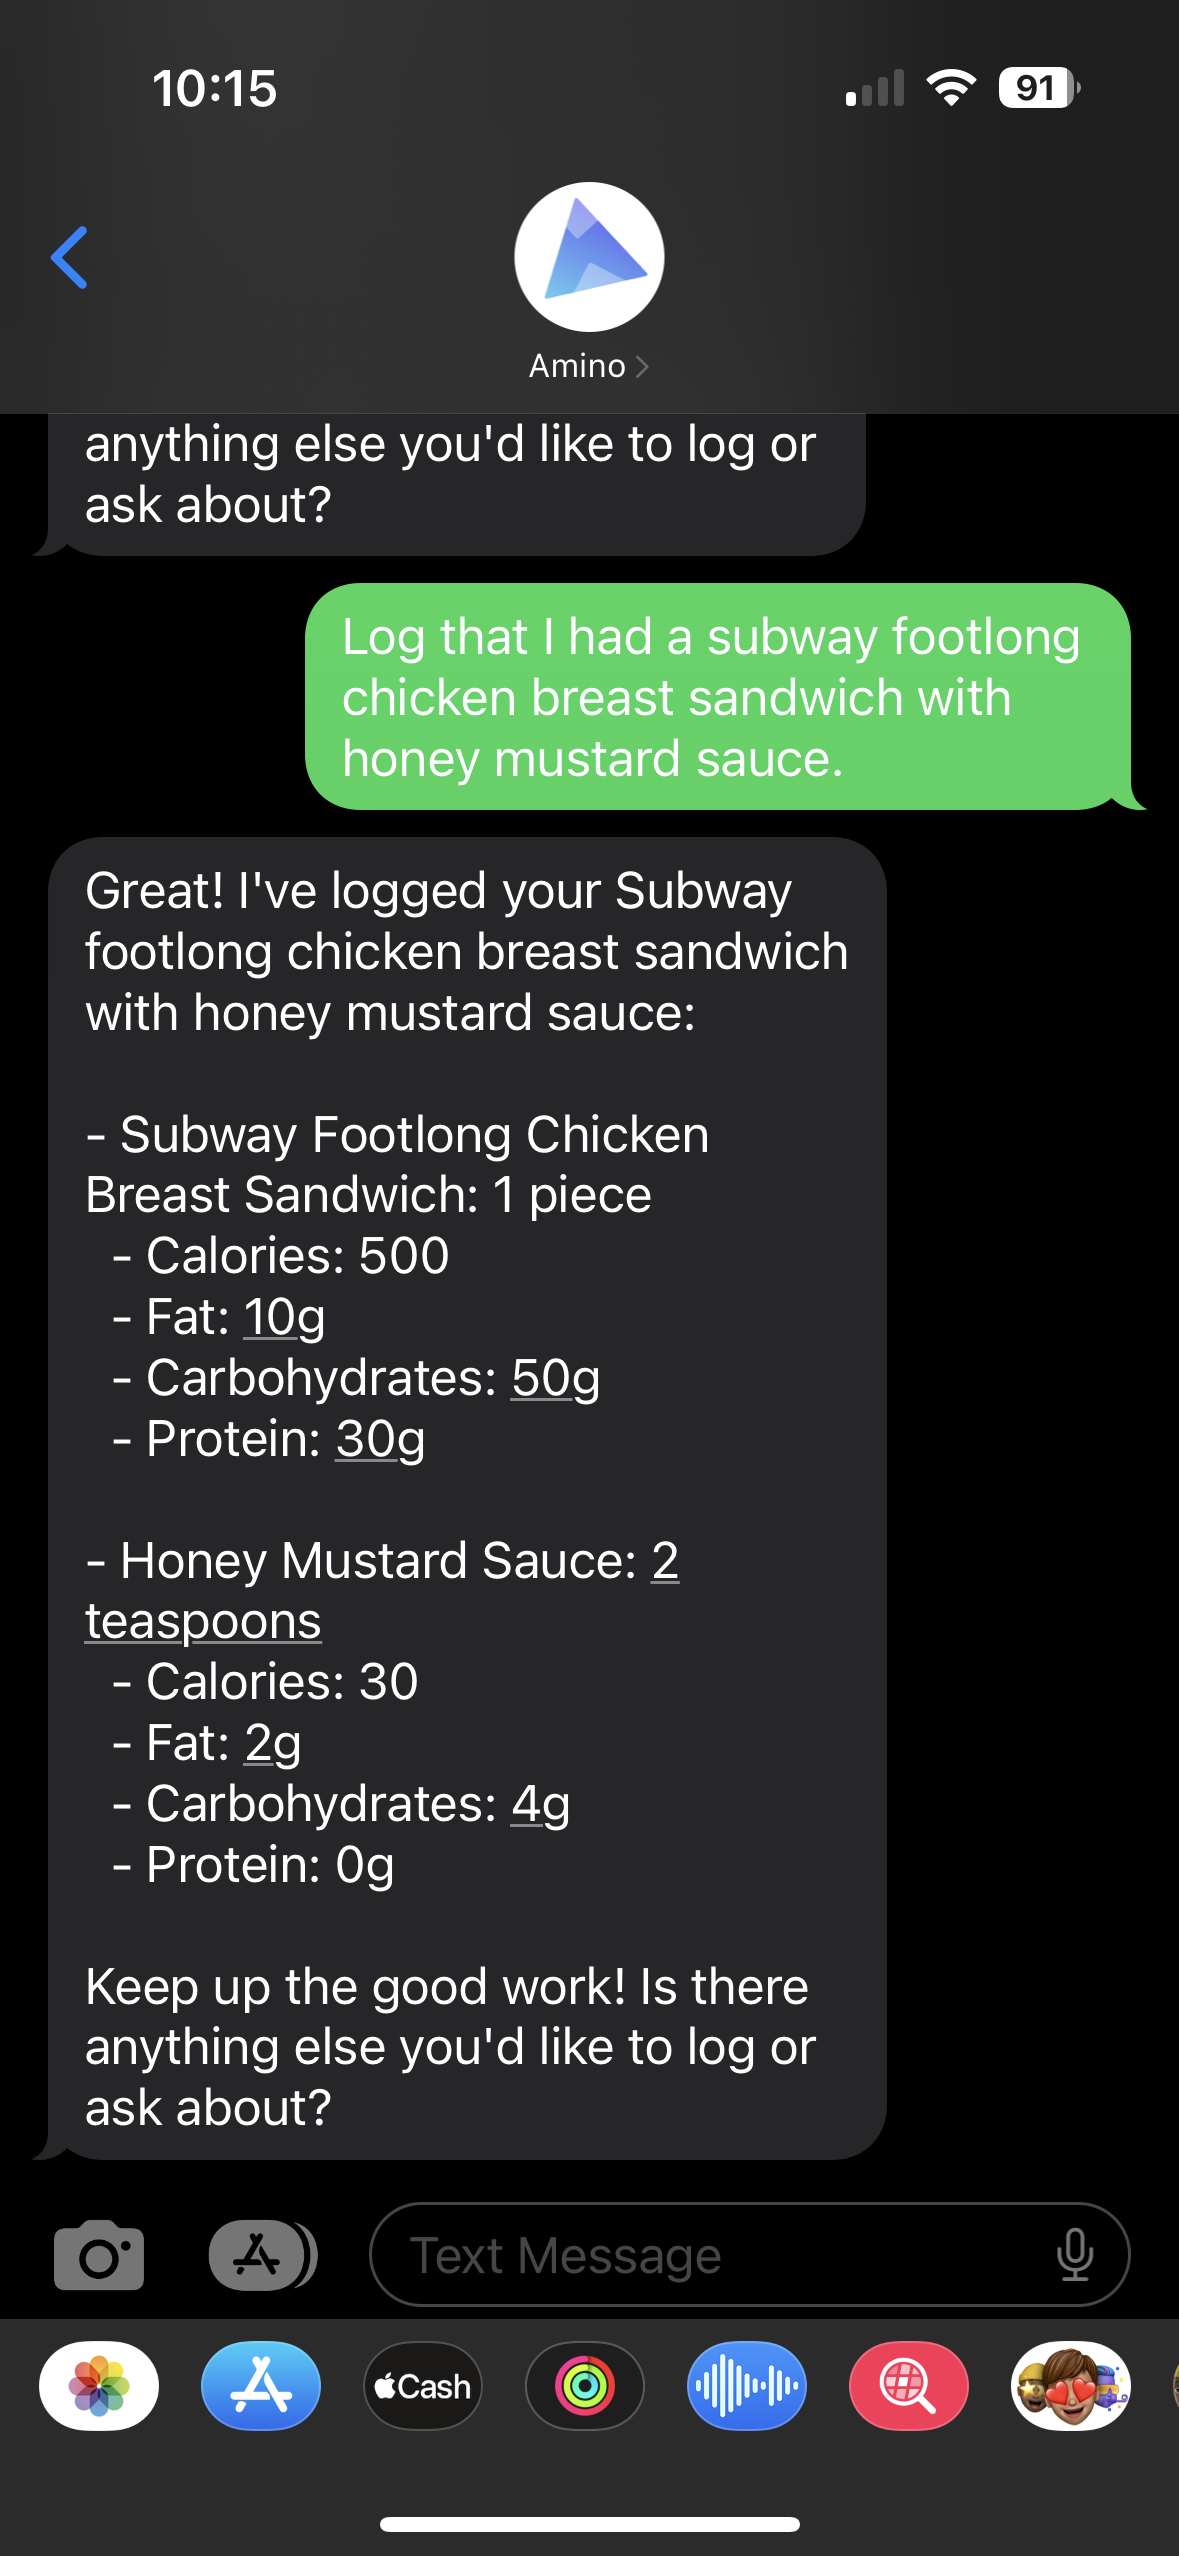 10:15
91
Amino
anything else you'd like to log or
ask about?
Log that I had a subway footlong
chicken breast sandwich with
honey mustard sauce.
Great! I've logged your Subway
footlong chicken breast sandwich
with honey mustard sauce:
- Subway Footlong Chicken
Breast Sandwich: 1 piece
- Calories: 500
- Fat: 10g
- Carbohydrates: 50g
- Protein: 30g
- Honey Mustard Sauce: 2
teaspoons
- Calories: 30
- Fat: 2g
- Carbohydrates: 4g
- Protein: 0g
Keep up the good work! Is there
anything else you'd like to log or
ask about?
Text Message
Cash